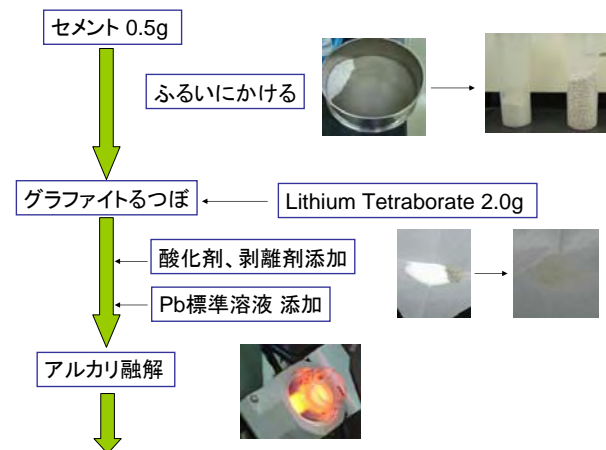 セメント 0.5g
ふるいにかける
グラファイトるつぼ
Lithium Tetraborate 2.0g
酸化剤、剥離剤添加
Pb標準溶液 添加
アルカリ融解